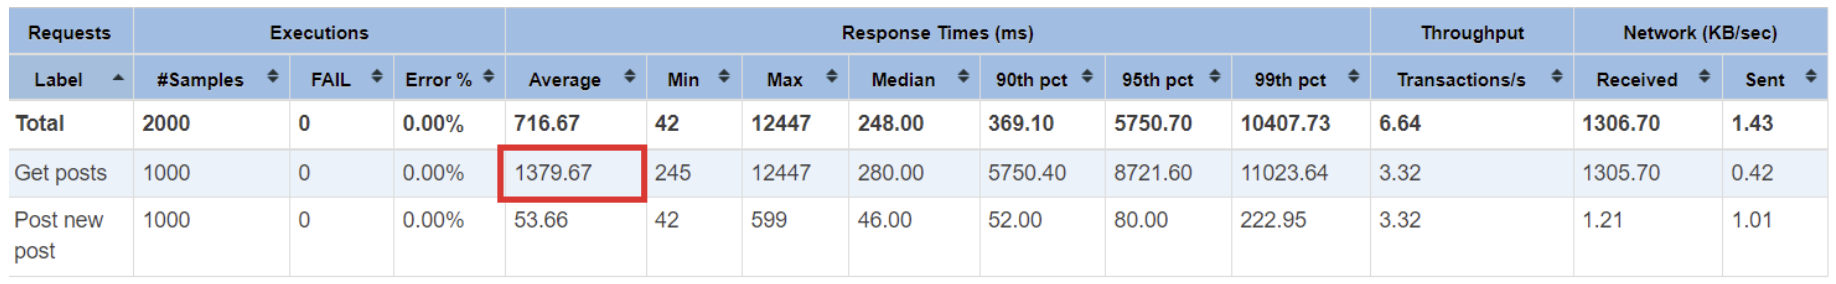 Requests Executions Response Times (ms) Throughput Network (KB/sec)
Label #Samples FAIL Error % Average Min Max Median 90th pct 95th pct 99th pct Transactions/s Received Sent
Total 2000 0 0.00% 716.67 42 12447 248.00 369.10 5750.70 10407.73 6.64 1306.70 1.43
Get posts 1000 0 0.00% 1379.67 245 12447 280.00 5750.40 8721.60 11023.64 3.32 1305.70 0.42
Post new 1000 0 0.00% 53.66 42 599 46.00 52.00 80.00 222.95 3.32 1.21 1.01
post